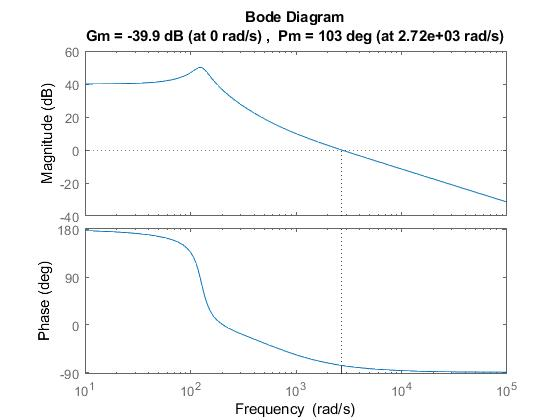 Bode Diagram
Gm = -39.9 dB (at 0 rad/s) , Pm = 103 deg (at 2.72e+03 rad/s)
Magnitude (dB)
60
40
20
0
-20
-40
Phase (deg)
180
90
0
-90
10^1 10^2 10^3 10^4 10^5
Frequency (rad/s)